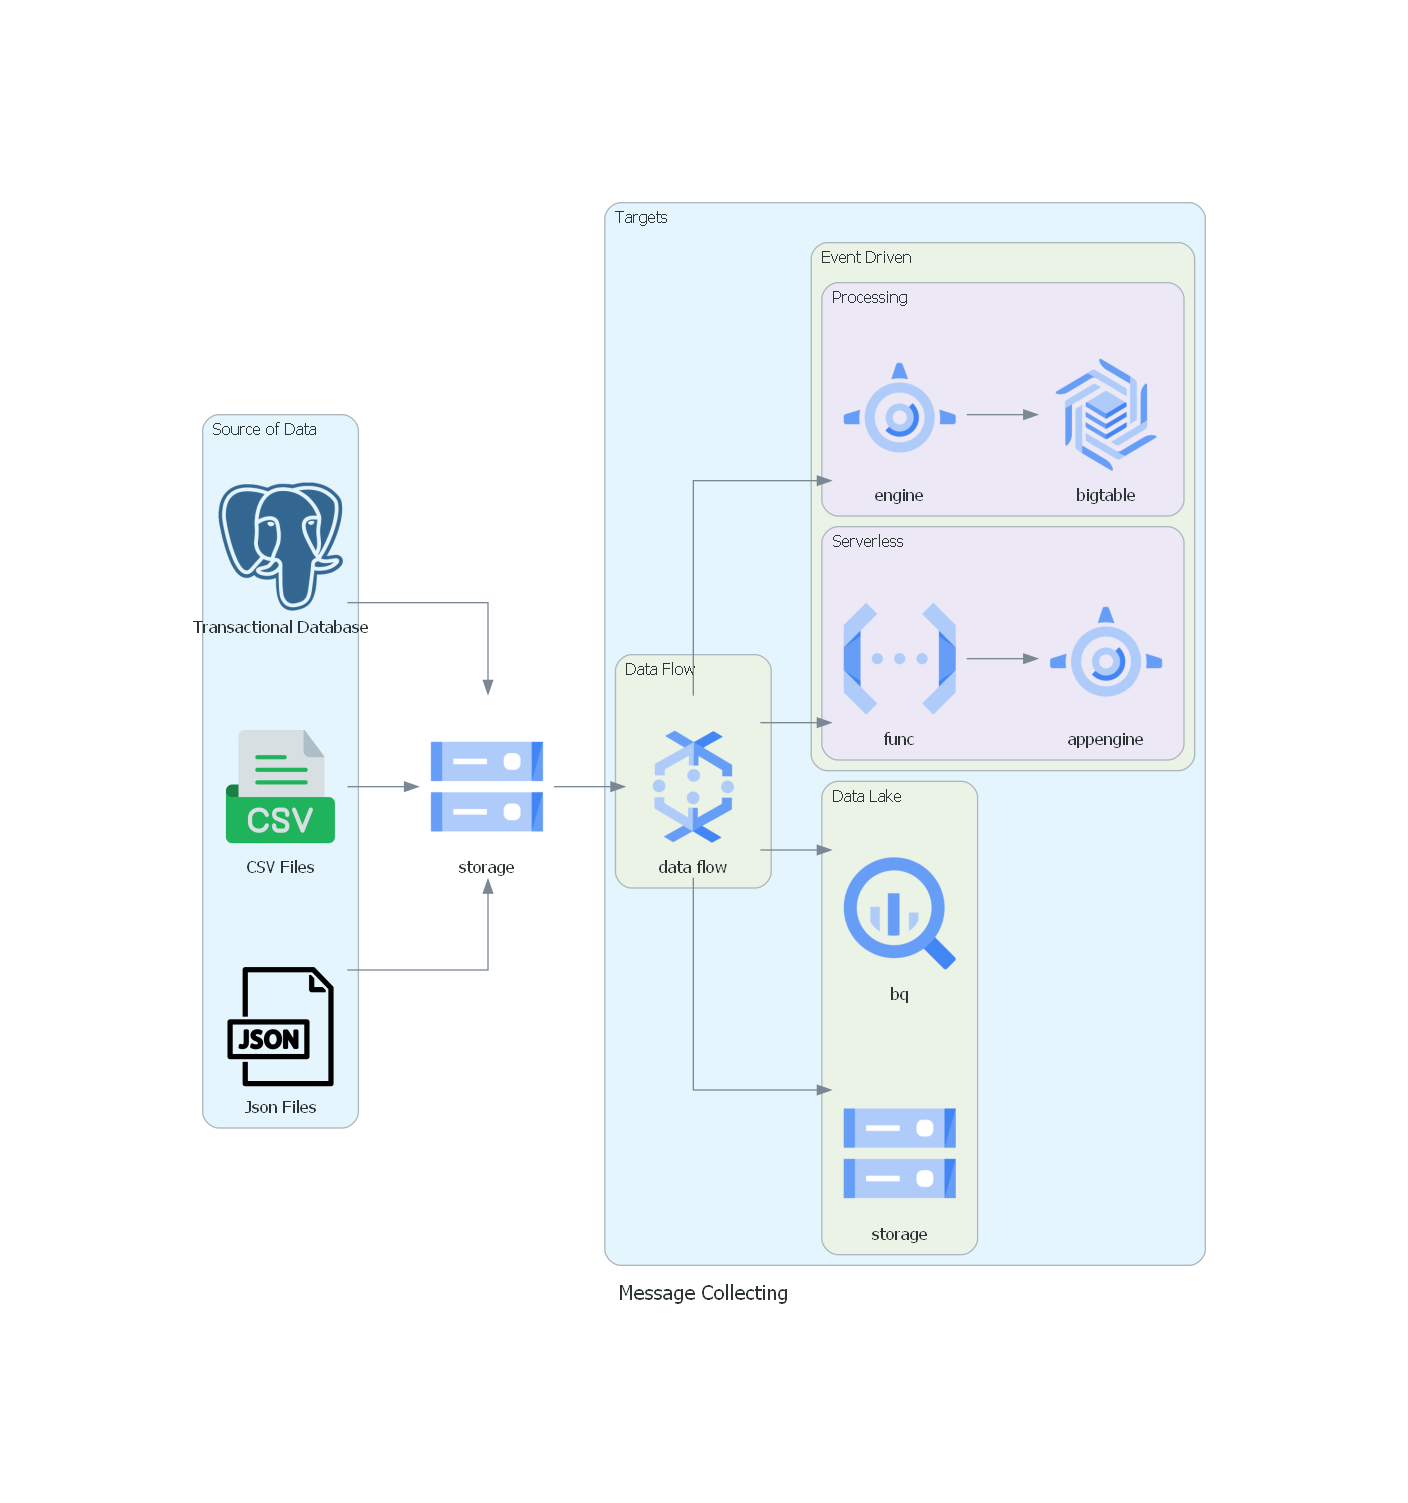 Targets
Event Driven
Processing
engine
bigtable
Serverless
func
appengine
Source of Data
Transactional Database
CSV
CSV Files
JSON
Json Files
storage
Data Flow
data flow
Data Lake
bq
storage
Message Collecting